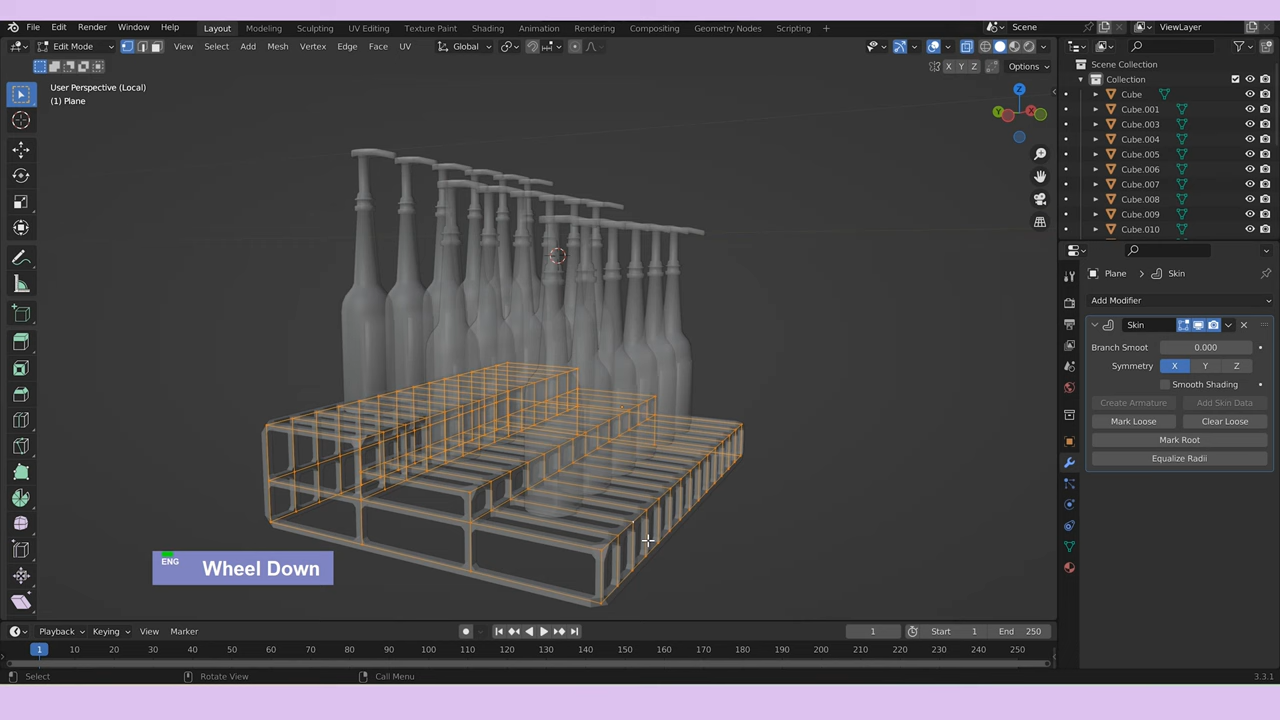 File Edit Render Window Help Layout Modeling Sculpting UV Editing Texture Paint Shading Animation Rendering Compositing Geometry Nodes Scripting + Scene ViewLayer
Edit Mode View Select Add Mesh Vertex Edge Face UV Global
X Y Z Options
User Perspective (Local)
(1) Plane
Z
Y
X
Scene Collection
Collection
Cube
Cube.001
Cube.003
Cube.004
Cube.005
Cube.006
Cube.007
Cube.008
Cube.009
Cube.010
Plane Skin
Add Modifier
Skin
Branch Smoot 0.000
Symmetry X Y Z
Smooth Shading
Create Armature Add Skin Data
Mark Loose Clear Loose
Mark Root
Equalize Radii
ENG
Wheel Down
Playback Keying View Marker 1 Start 1 End 250
1 10 20 30 40 50 60 70 80 90 100 110 120 130 140 150 160 170 180 190 200 210 220 230 240 250
Select Rotate View Call Menu 3.3.1